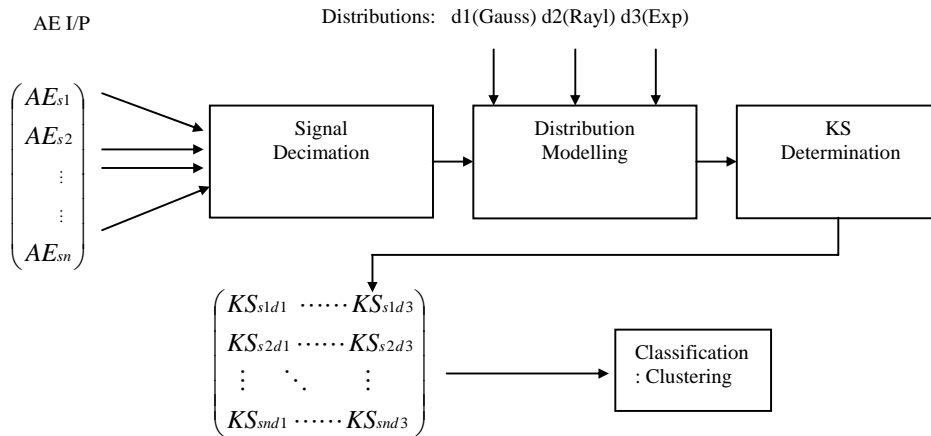 Distributions: d1(Gauss) d2(Rayl) d3(Exp)
AE I/P
AEs1
AEs2
⋮
⋮
AEsn
Signal
Decimation
Distribution
Modelling
KS
Determination
KSs1d1 ⋯⋯ KSs1d3
KSs2d1 ⋯⋯ KSs2d3
⋮ ⋱ ⋮
KSsnd1 ⋯⋯ KSsnd3
Classification
: Clustering